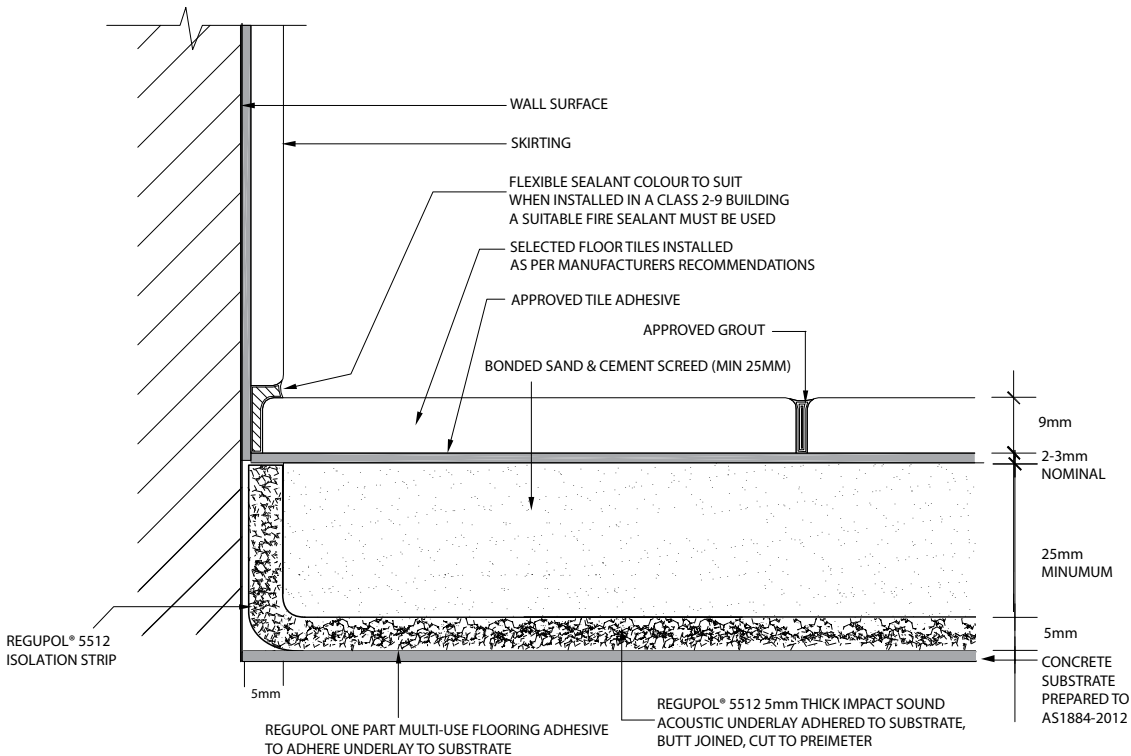 WALL SURFACE
SKIRTING
FLEXIBLE SEALANT COLOUR TO SUIT
WHEN INSTALLED IN A CLASS 2-9 BUILDING
A SUITABLE FIRE SEALANT MUST BE USED
SELECTED FLOOR TILES INSTALLED
AS PER MANUFACTURERS RECOMMENDATIONS
APPROVED TILE ADHESIVE
APPROVED GROUT
BONDED SAND & CEMENT SCREED (MIN 25MM)
9mm
2-3mm
NOMINAL
25mm
MINUMUM
5mm
REGUPOL® 5512
ISOLATION STRIP
CONCRETE
SUBSTRATE
PREPARED TO
AS1884-2012
5mm
REGUPOL ONE PART MULTI-USE FLOORING ADHESIVE
TO ADHERE UNDERLAY TO SUBSTRATE
REGUPOL® 5512 5mm THICK IMPACT SOUND
ACOUSTIC UNDERLAY ADHERED TO SUBSTRATE,
BUTT JOINED, CUT TO PREIMETER